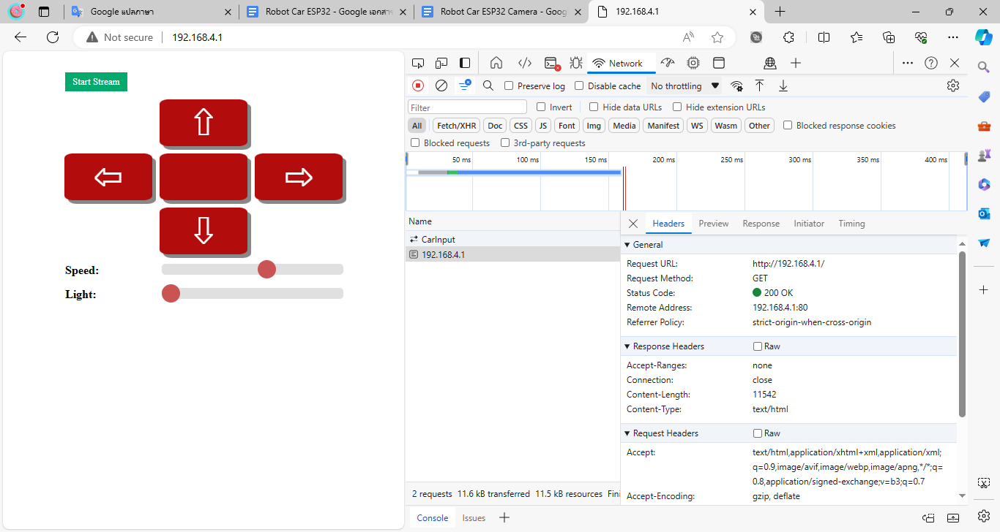 Google แปลภาษา
Robot Car ESP32 - Google เอกสาร
Robot Car ESP32 Camera - Goog
192.168.4.1
Not secure
192.168.4.1
Start Stream
Speed:
Light:
Network
Preserve log
Disable cache
No throttling
Filter
Invert
Hide data URLs
Hide extension URLs
All
Fetch/XHR
Doc
CSS
JS
Font
Img
Media
Manifest
WS
Wasm
Other
Blocked response cookies
Blocked requests
3rd-party requests
50 ms
100 ms
150 ms
200 ms
250 ms
300 ms
350 ms
400 ms
Name
CarInput
192.168.4.1
Headers
Preview
Response
Initiator
Timing
General
Request URL: http://192.168.4.1/
Request Method: GET
Status Code: 200 OK
Remote Address: 192.168.4.1:80
Referrer Policy: strict-origin-when-cross-origin
Response Headers Raw
Accept-Ranges: none
Connection: close
Content-Length: 11542
Content-Type: text/html
Request Headers Raw
Accept: text/html,application/xhtml+xml,application/xml;
q=0.9,image/avif,image/webp,image/apng,*/*;q=
0.8,application/signed-exchange;v=b3;q=0.7
Accept-Encoding: gzip, deflate
2 requests 11.6 kB transferred 11.5 kB resources Fini
Console
Issues